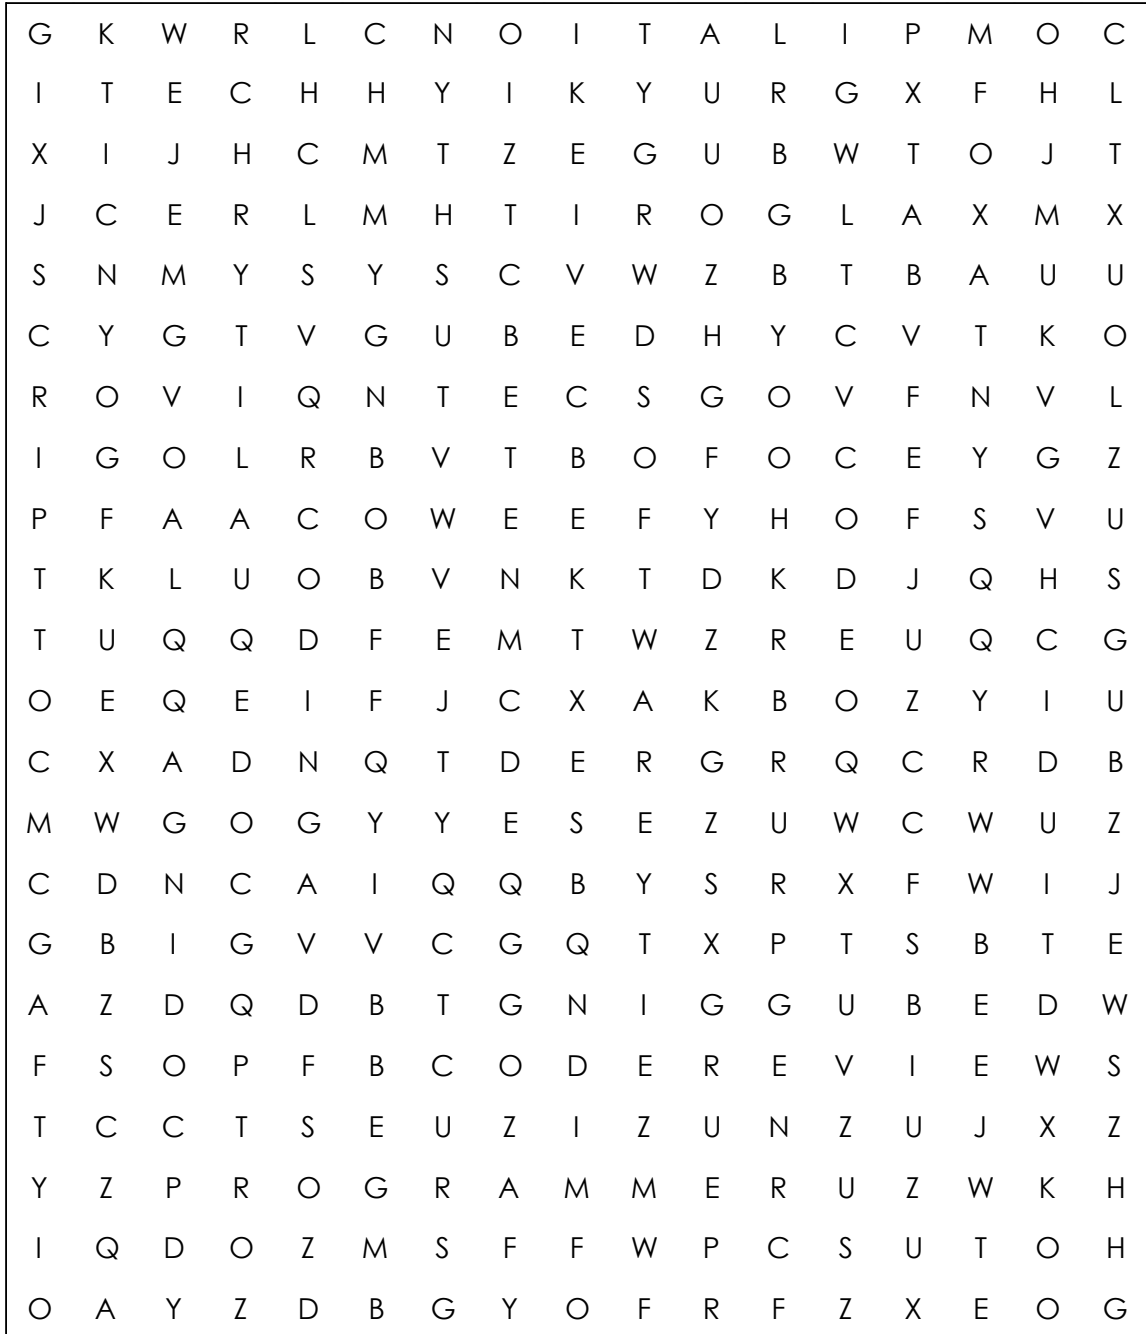 G K W R L C N O I T A L I P M O C
I T E C H H Y I K Y U R G X F H L
X I J H C M T Z E G U B W T O J T
J C E R L M H T I R O G L A X M X
S N M Y S Y S C V W Z B T B A U U
C Y G T V G U B E D H Y C V T K O
R O V I Q N T E C S G O V F N V L
I G O L R B V T B O F O C E Y G Z
P F A A C O W E E F Y H O F S V U
T K L U O B V N K T D K D J Q H S
T U Q Q D F E M T W Z R E U Q C G
O E Q E I F J C X A K B O Z Y I U
C X A D N Q T D E R G R Q C R D B
M W G O G Y Y E S E Z U W C W U Z
C D N C A I Q Q B Y S R X F W I J
G B I G V V C G Q T X P T S B T E
A Z D Q D B T G N I G G U B E D W
F S O P F B C O D E R E V I E W S
T C C T S E U Z I Z U N Z U J X Z
Y Z P R O G R A M M E R U Z W K H
I Q D O Z M S F F W P C S U T O H
O A Y Z D B G Y O F R F Z X E O G